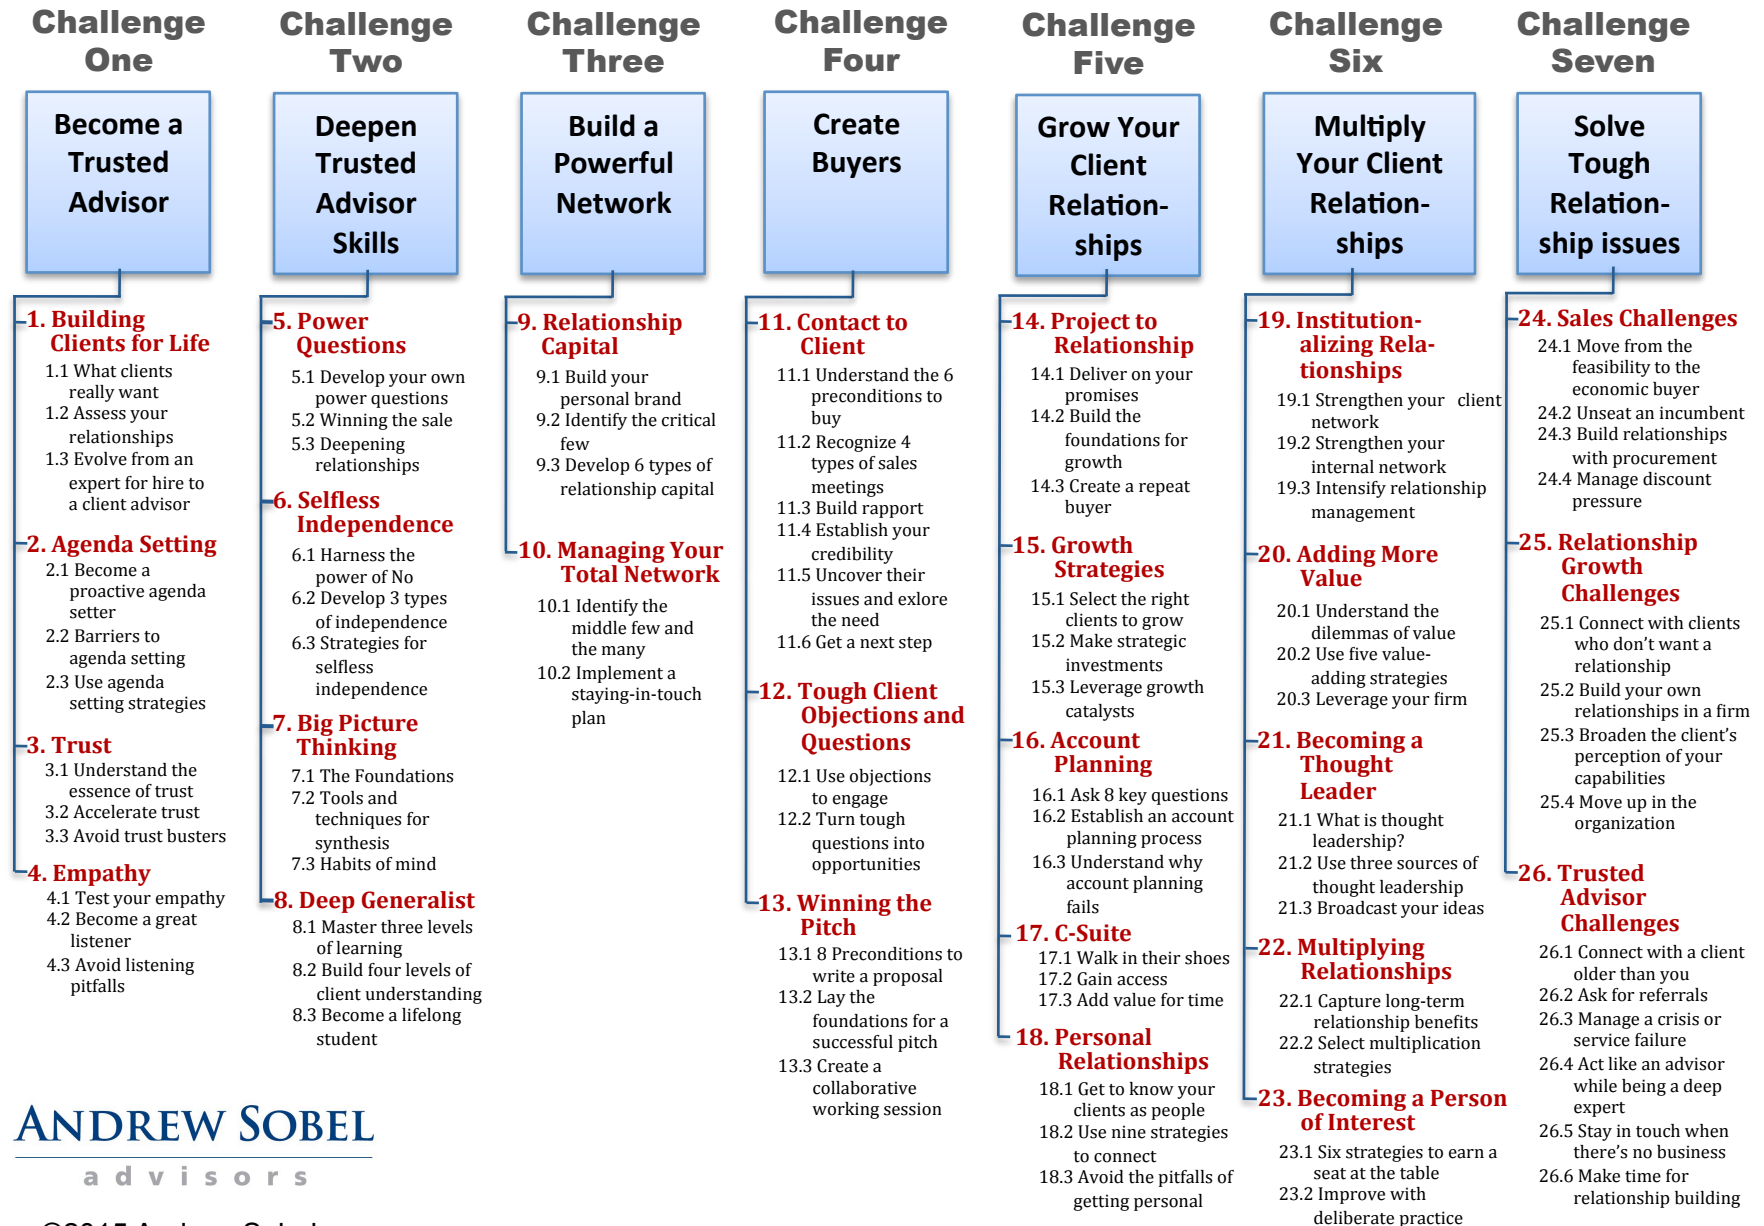 Challenge
One
Become a
Trusted
Advisor
1. Building
Clients for Life
1.1 What clients
really want
1.2 Assess your
relationships
1.3 Evolve from an
expert for hire to
a client advisor
2. Agenda Setting
2.1 Become a
proactive agenda
setter
2.2 Barriers to
agenda setting
2.3 Use agenda
setting strategies
3. Trust
3.1 Understand the
essence of trust
3.2 Accelerate trust
3.3 Avoid trust busters
4. Empathy
4.1 Test your empathy
4.2 Become a great
listener
4.3 Avoid listening
pitfalls
Challenge
Two
Deepen
Trusted
Advisor
Skills
5. Power
Questions
5.1 Develop your own
power questions
5.2 Winning the sale
5.3 Deepening
relationships
6. Selfless
Independence
6.1 Harness the
power of No
6.2 Develop 3 types
of independence
6.3 Strategies for
selfless
independence
7. Big Picture
Thinking
7.1 The Foundations
7.2 Tools and
techniques for
synthesis
7.3 Habits of mind
8. Deep Generalist
8.1 Master three levels
of learning
8.2 Build four levels of
client understanding
8.3 Become a lifelong
student
Challenge
Three
Build a
Powerful
Network
9. Relationship
Capital
9.1 Build your
personal brand
9.2 Identify the critical
few
9.3 Develop 6 types of
relationship capital
10. Managing Your
Total Network
10.1 Identify the
middle few and
the many
10.2 Implement a
staying-in-touch
plan
Challenge
Four
Create
Buyers
11. Contact to
Client
11.1 Understand the 6
preconditions to
buy
11.2 Recognize 4
types of sales
meetings
11.3 Build rapport
11.4 Establish your
credibility
11.5 Uncover their
issues and exlore
the need
11.6 Get a next step
12. Tough Client
Objections and
Questions
12.1 Use objections
to engage
12.2 Turn tough
questions into
opportunities
13. Winning the
Pitch
13.1 8 Preconditions to
write a proposal
13.2 Lay the
foundations for a
successful pitch
13.3 Create a
collaborative
working session
Challenge
Five
Grow Your
Client
Relation-
ships
14. Project to
Relationship
14.1 Deliver on your
promises
14.2 Build the
foundations for
growth
14.3 Create a repeat
buyer
15. Growth
Strategies
15.1 Select the right
clients to grow
15.2 Make strategic
investments
15.3 Leverage growth
catalysts
16. Account
Planning
16.1 Ask 8 key questions
16.2 Establish an account
planning process
16.3 Understand why
account planning
fails
17. C-Suite
17.1 Walk in their shoes
17.2 Gain access
17.3 Add value for time
18. Personal
Relationships
18.1 Get to know your
clients as people
18.2 Use nine strategies
to connect
18.3 Avoid the pitfalls of
getting personal
Challenge
Six
Multiply
Your Client
Relation-
ships
19. Institution-
alizing Rela-
tionships
19.1 Strengthen your client
network
19.2 Strengthen your
internal network
19.3 Intensify relationship
management
20. Adding More
Value
20.1 Understand the
dilemmas of value
20.2 Use five value-
adding strategies
20.3 Leverage your firm
21. Becoming a
Thought
Leader
21.1 What is thought
leadership?
21.2 Use three sources of
thought leadership
21.3 Broadcast your ideas
22. Multiplying
Relationships
22.1 Capture long-term
relationship benefits
22.2 Select multiplication
strategies
23. Becoming a Person
of Interest
23.1 Six strategies to earn a
seat at the table
23.2 Improve with
deliberate practice
Challenge
Seven
Solve
Tough
Relation-
ship issues
24. Sales Challenges
24.1 Move from the
feasibility to the
economic buyer
24.2 Unseat an incumbent
24.3 Build relationships
with procurement
24.4 Manage discount
pressure
25. Relationship
Growth
Challenges
25.1 Connect with clients
who don't want a
relationship
25.2 Build your own
relationships in a firm
25.3 Broaden the client's
perception of your
capabilities
25.4 Move up in the
organization
26. Trusted
Advisor
Challenges
26.1 Connect with a client
older than you
26.2 Ask for referrals
26.3 Manage a crisis or
service failure
26.4 Act like an advisor
while being a deep
expert
26.5 Stay in touch when
there's no business
26.6 Make time for
relationship building
ANDREW SOBEL
advisors
©2015 Andrew Sobel